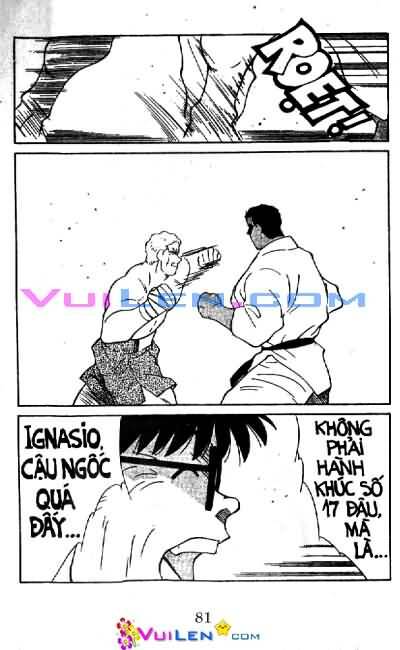 ROẸT!
VUILEN.COM
KHÔNG
PHẢI
HÀNH
KHÚC SỐ
17 ĐÂU,
MÀ
LÀ...
IGNASIO,
CẬU NGỐC
QUÁ
ĐẤY...
81
VUILEN.COM